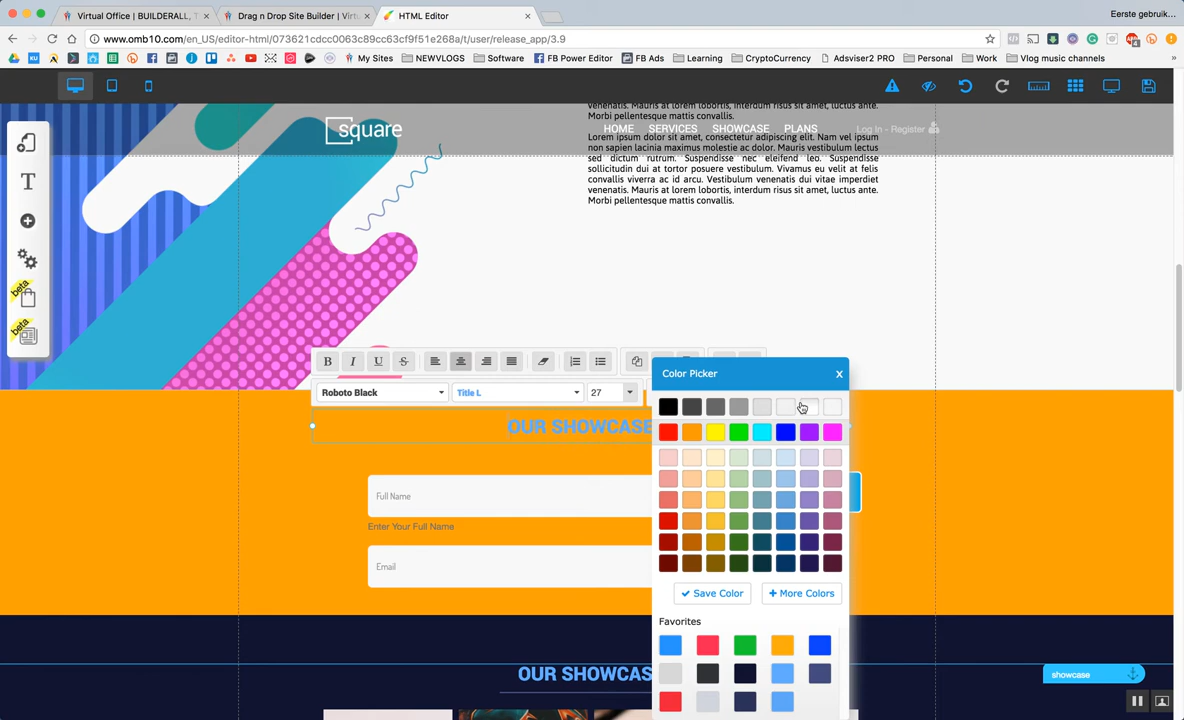 Virtual Office | BUILDERALL, T
Drag n Drop Site Builder | Virtu
HTML Editor
Eerste gebruik...
www.omb10.com/en_US/editor-html/073621cdcc0063c89cc63cf9f51e268a/t/user/release_app/3.9
My Sites
NEWVLOGS
Software
FB Power Editor
FB Ads
Learning
CryptoCurrency
Adsviser2 PRO
Personal
Work
Vlog music channels
venenatis. Mauris at lorem lobortis, interdum risus sit amet, luctus ante.
Morbi pellentesque mattis convallis.
square
HOME
SERVICES
SHOWCASE
PLANS
Log In - Register
Lorem ipsum dolor sit amet, consectetur adipiscing elit. Nam vel ipsum
non sapien lacinia maximus molestie ac dolor. Mauris vestibulum lectus
sed dictum rutrum. Suspendisse nec eleifend leo. Suspendisse
sollicitudin dui at tortor posuere vestibulum. Vivamus eu velit at felis
convallis viverra ac id arcu. Vestibulum venenatis dui vitae imperdiet
venenatis. Mauris at lorem lobortis, interdum risus sit amet, luctus ante.
Morbi pellentesque mattis convallis.
beta
beta
B I U S
Roboto Black
Title L
27
Color Picker
x
OUR SHOWCASE
Full Name
Enter Your Full Name
Email
Save Color
More Colors
Favorites
OUR SHOWCAS
showcase